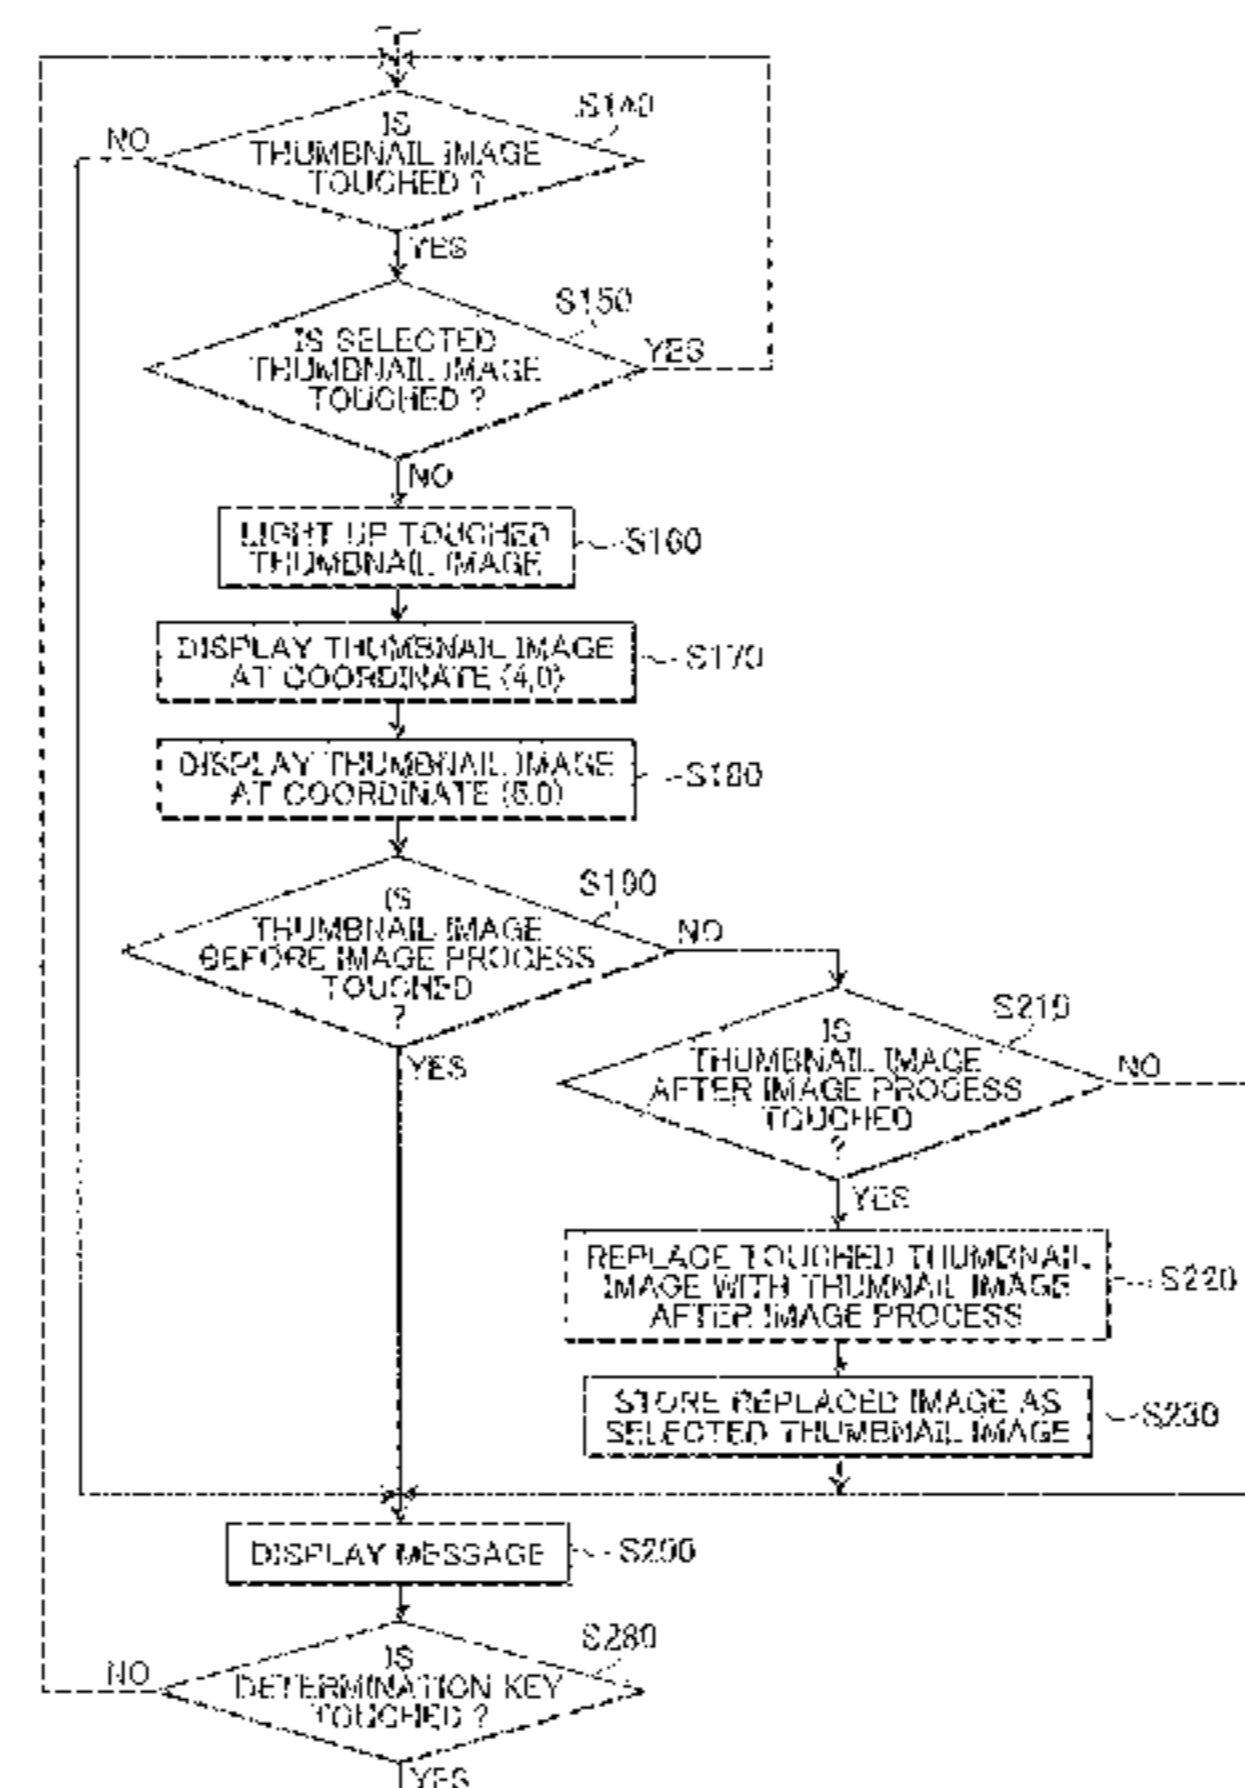 S140
NO
IS
THUMBNAIL IMAGE
TOUCHED ?
YES
S150
IS SELECTED
THUMBNAIL IMAGE
TOUCHED ?
YES
NO
LIGHT UP TOUCHED
THUMBNAIL IMAGE
S160
DISPLAY THUMBNAIL IMAGE
AT COORDINATE (4,0)
S170
DISPLAY THUMBNAIL IMAGE
AT COORDINATE (5,0)
S180
S190
IS
THUMBNAIL IMAGE
BEFORE IMAGE PROCESS
TOUCHED
?
NO
YES
S210
IS
THUMBNAIL IMAGE
AFTER IMAGE PROCESS
TOUCHED
?
NO
YES
REPLACE TOUCHED THUMBNAIL
IMAGE WITH THUMNAIL IMAGE
AFTER IMAGE PROCESS
S220
STORE REPLACED IMAGE AS
SELECTED THUMBNAIL IMAGE
S230
DISPLAY MESSAGE
S200
S280
NO
IS
DETERMINATION KEY
TOUCHED ?
YES